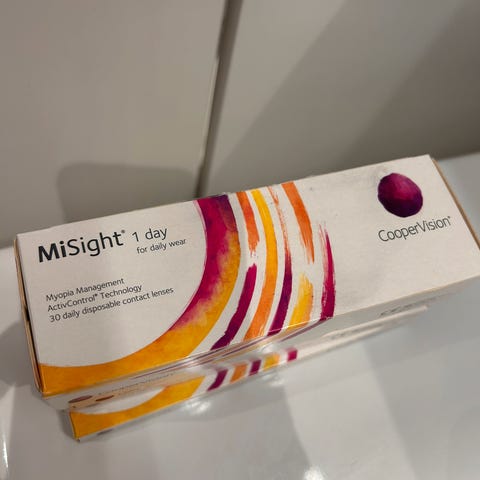 MiSight® 1 day
for daily wear
Myopia Management
ActivControl® Technology
30 daily disposable contact lenses
CooperVision®